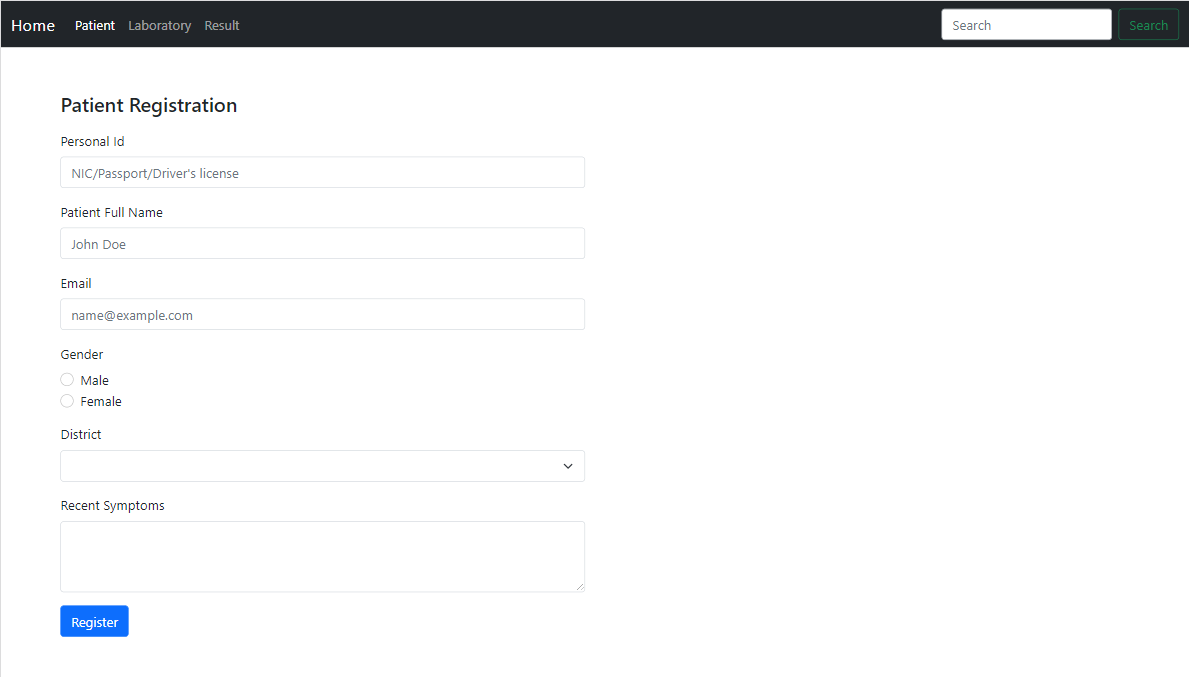 Home Patient Laboratory Result Search Search
Patient Registration
Personal Id
NIC/Passport/Driver's license
Patient Full Name
John Doe
Email
name@example.com
Gender
Male
Female
District
Recent Symptoms
Register